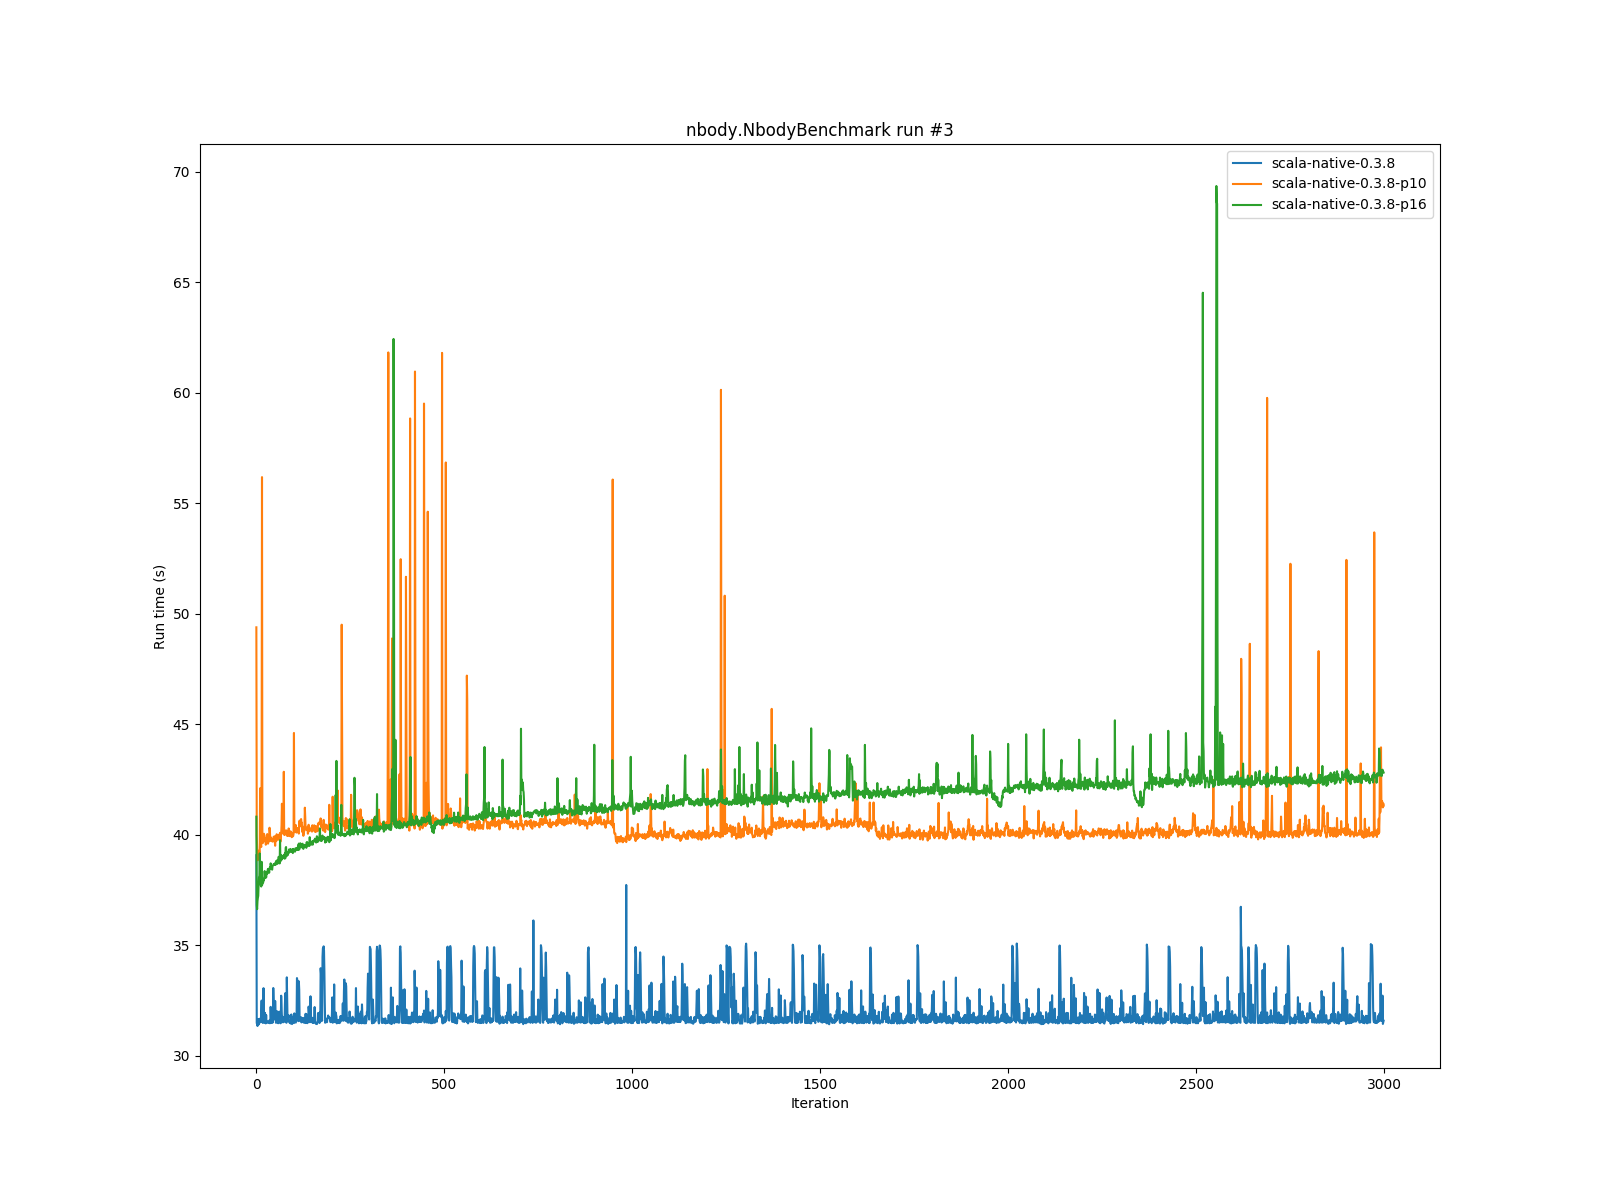 nbody.NbodyBenchmark run #3
scala-native-0.3.8
scala-native-0.3.8-p10
scala-native-0.3.8-p16
Run time (s)
70
65
60
55
50
45
40
35
30
0 500 1000 1500 2000 2500 3000
Iteration